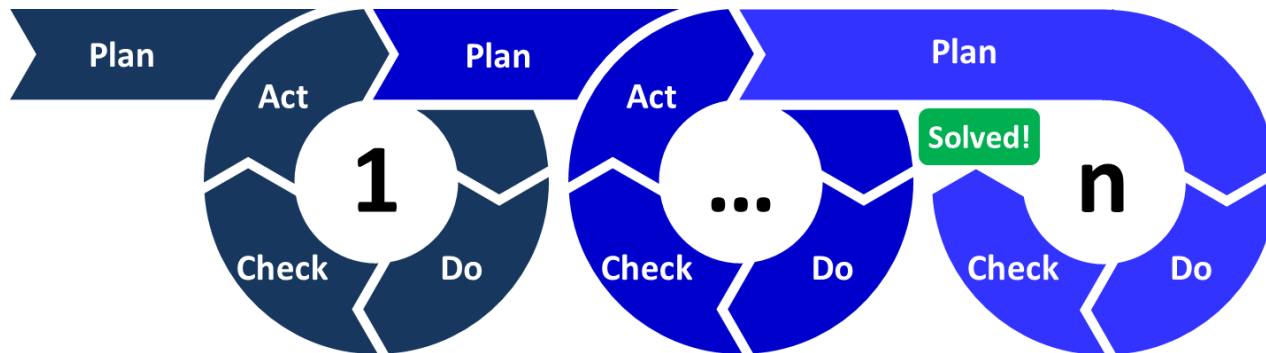 Plan
Plan
Plan
Act
Act
Solved!
1
...
n
Check
Do
Check
Do
Check
Do